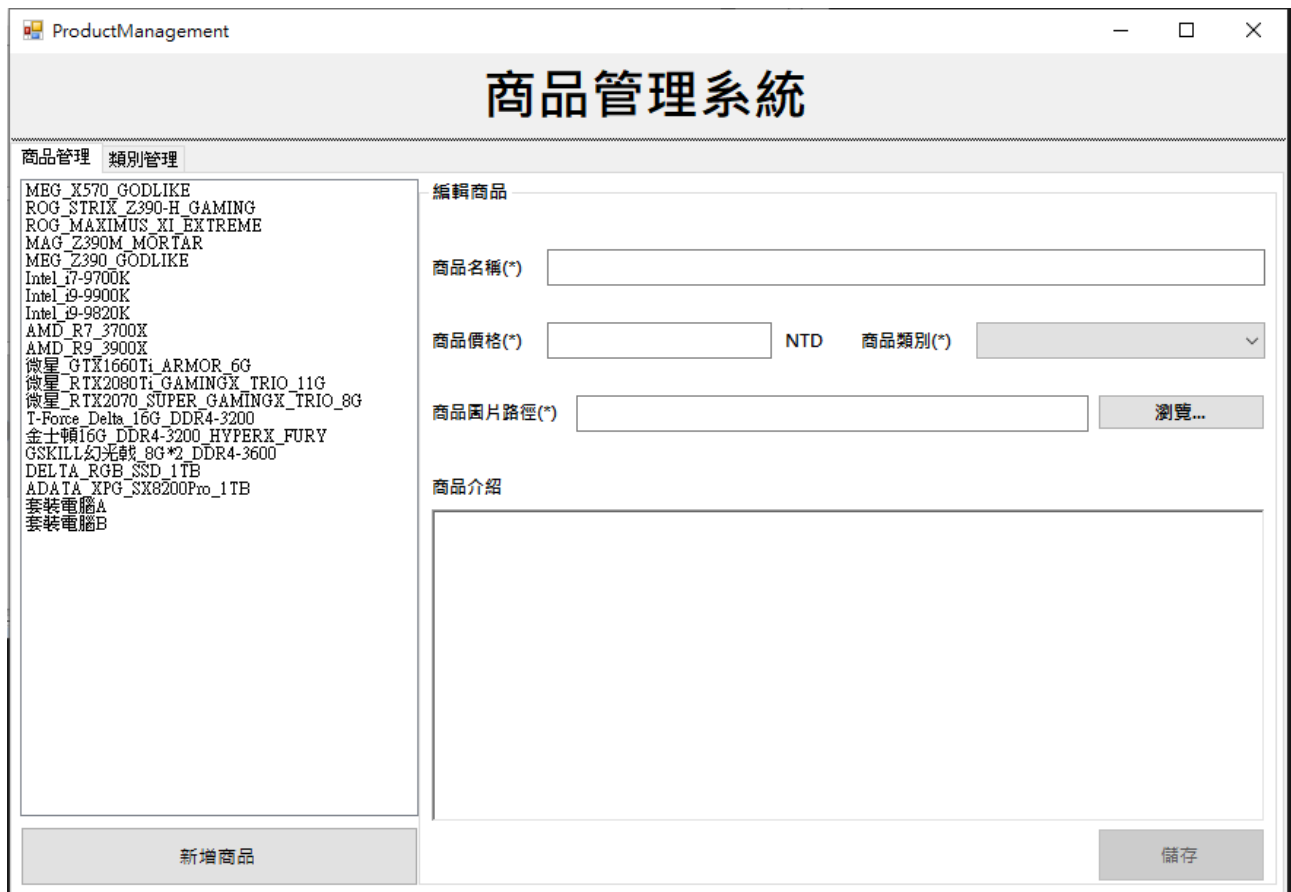 ProductManagement
商品管理系統
商品管理 類別管理
MEG_X570_GODLIKE
ROG_STRIX_Z390-H_GAMING
ROG_MAXIMUS_XI_EXTREME
MAG_Z390M_MORTAR
MEG_Z390_GODLIKE
Intel_i7-9700K
Intel_i9-9900K
Intel_i9-9820K
AMD_R7_3700X
AMD_R9_3900X
微星_GTX1660Ti_ARMOR_6G
微星_RTX2080Ti_GAMINGX_TRIO_11G
微星_RTX2070_SUPER_GAMINGX_TRIO_8G
T-Force_Delta_16G_DDR4-3200
金士頓16G_DDR4-3200_HYPERX_FURY
GSKILL幻光戟_8G*2_DDR4-3600
DELTA_RGB_SSD_1TB
ADATA_XPG_SX8200Pro_1TB
套裝電腦A
套裝電腦B
新增商品
編輯商品
商品名稱(*)
商品價格(*) NTD 商品類別(*)
商品圖片路徑(*) 瀏覽...
商品介紹
儲存